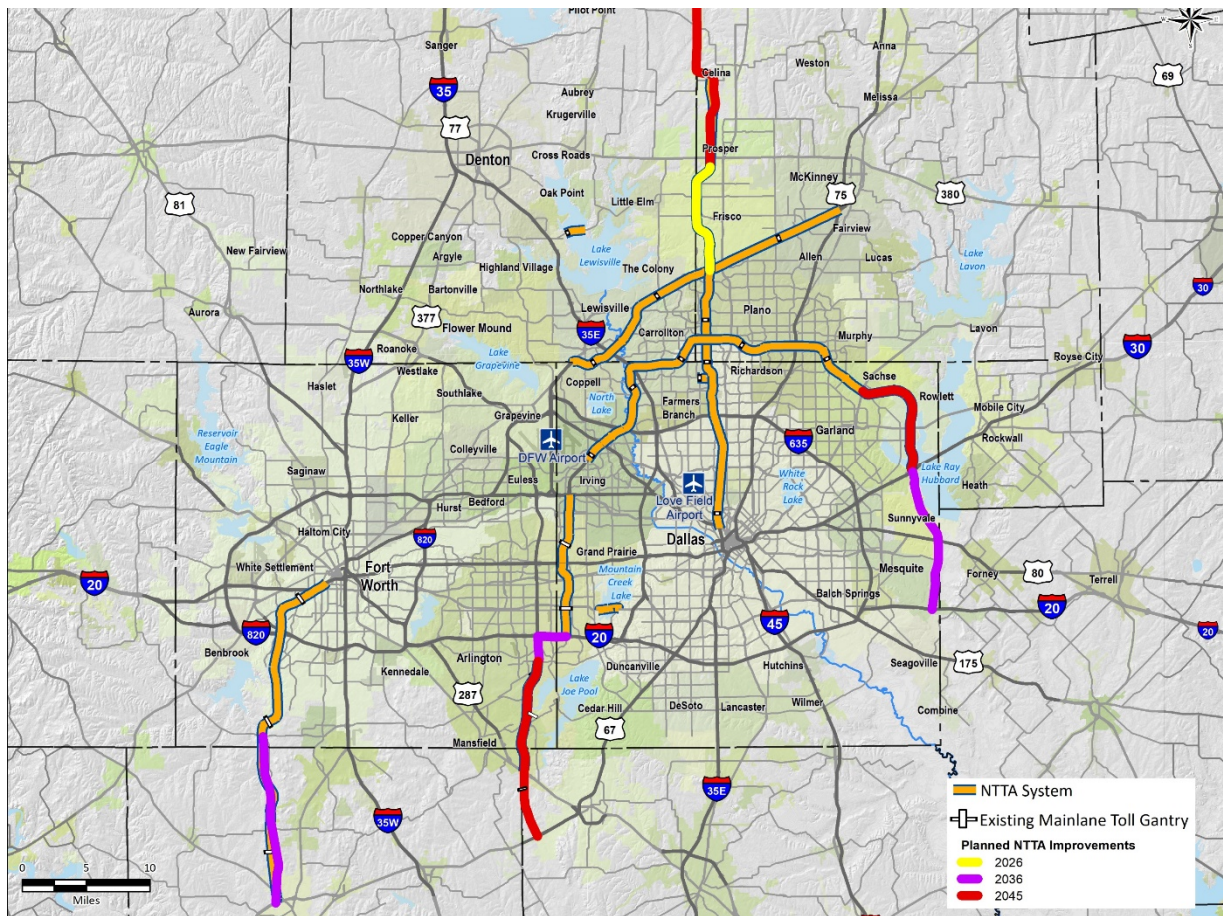 Pilot Point
Sanger
Anna
Weston
Celina
69
35
Aubrey
Melissa
Krugerville
77
Prosper
Denton
Cross Roads
McKinney
Oak Point
75
380
81
Little Elm
Frisco
Copper Canyon
Fairview
New Fairview
Lake
Lewisville
Argyle
Highland Village
The Colony
Allen
Lucas
Lake
Lavon
Northlake
Bartonville
30
Aurora
377
Lewisville
Plano
Flower Mound
35E
Carrollton
Murphy
Lavon
30
Roanoke
35W
Westlake
Lake
Grapevine
Royse City
Haslet
Coppell
Richardson
Sachse
Southlake
North
Lake
Farmers
Branch
Rowlett
Keller
Grapevine
Mobile City
Reservoir
Eagle
Mountain
Colleyville
DFW Airport
635
Garland
Rockwall
Saginaw
Euless
Irving
White
Rock
Lake
Lake Ray
Hubbard
Heath
Hurst
Bedford
Love Field
Airport
Haltom City
820
Dallas
Sunnyvale
Grand Prairie
White Settlement
Fort
Worth
Mountain
Creek
Lake
Mesquite
Forney
80
Terrell
20
Balch Springs
20
820
20
45
20
Benbrook
Arlington
Kennedale
Duncanville
Hutchins
Seagoville
175
287
Lake
Joe Pool
Cedar Hill
DeSoto
Lancaster
Wilmer
Combine
67
Mansfield
35E
35W
NTTA System
Existing Mainlane Toll Gantry
Planned NTTA Improvements
2026
2036
2045
0 5 10
Miles